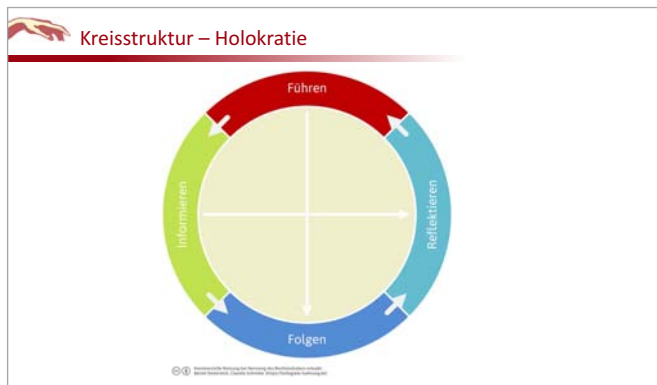 Kreisstruktur – Holokratie
Führen
Informieren
Reflektieren
Folgen